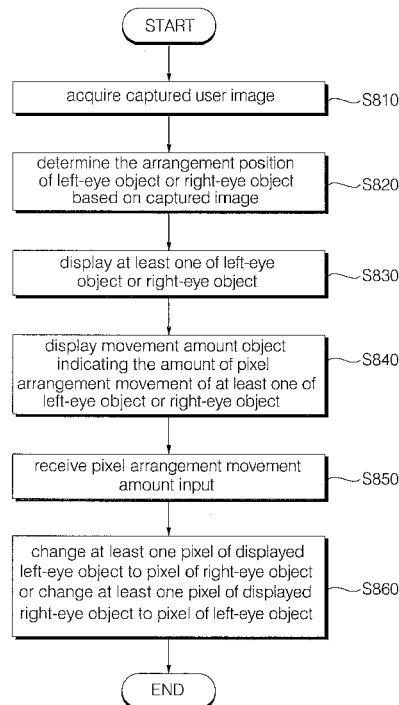 START
acquire captured user image
S810
determine the arrangement position
of left-eye object or right-eye object
based on captured image
S820
display at least one of left-eye
object or right-eye object
S830
display movement amount object
indicating the amount of pixel
arrangement movement of at least one of
left-eye object or right-eye object
S840
receive pixel arrangement movement
amount input
S850
change at least one pixel of displayed
left-eye object to pixel of right-eye object
or change at least one pixel of displayed
right-eye object to pixel of left-eye object
S860
END